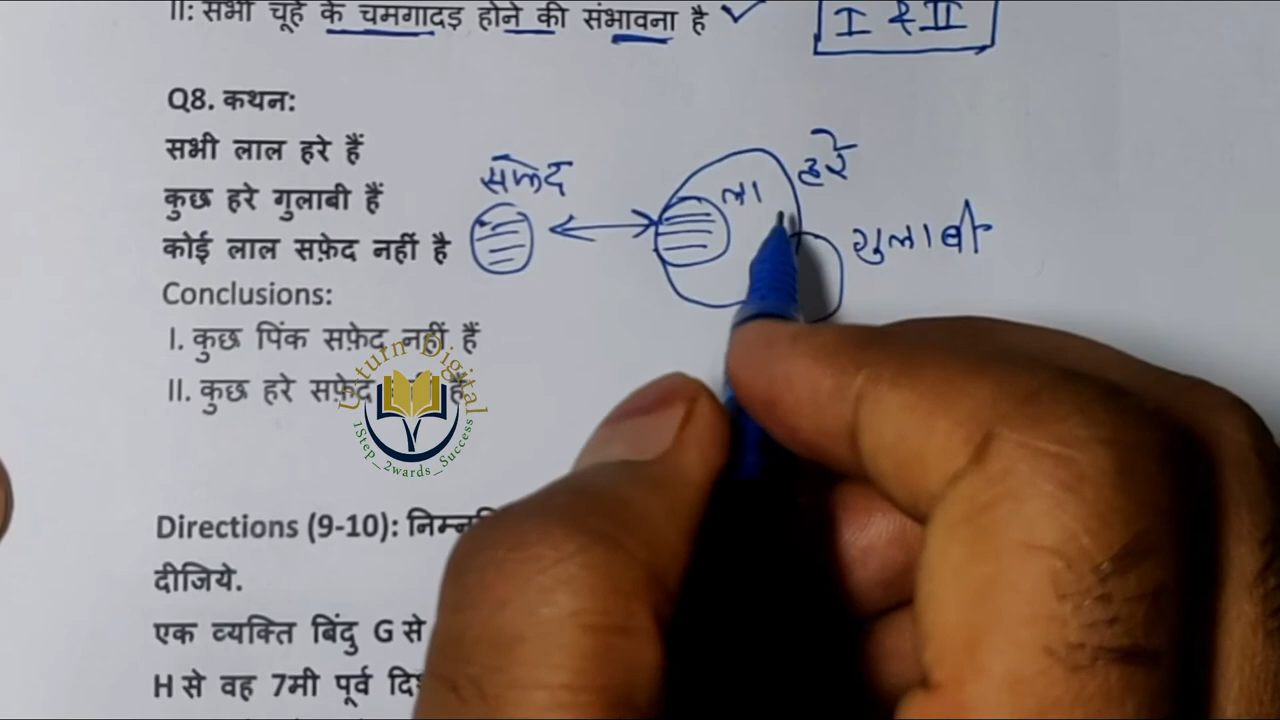 II: सभी चूहे के चमगादड़ होने की संभावना है
I & II
Q8. कथन:
सभी लाल हरे हैं
कुछ हरे गुलाबी हैं
कोई लाल सफ़ेद नहीं है
सफेद
ला
हरे
गुलाबी
Conclusions:
I. कुछ पिंक सफ़ेद नहीं हैं
II. कुछ हरे सफ़ेद
Uturn Digital
1Step_2wards_Success
Directions (9-10):
दीजिये.
एक व्यक्ति बिंदु G से
H से वह 7मी पूर्व